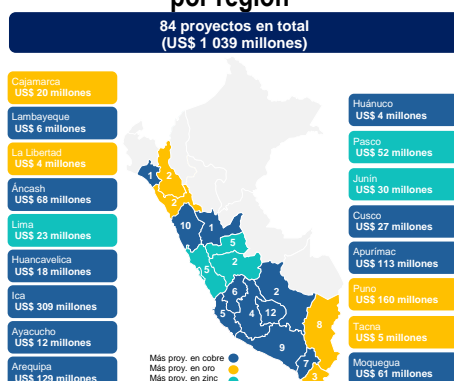 por región
84 proyectos en total
(US$ 1 039 millones)
Cajamarca
US$ 20 millones
Lambayeque
US$ 6 millones
La Libertad
US$ 4 millones
Áncash
US$ 68 millones
Lima
US$ 23 millones
Huancavelica
US$ 18 millones
Ica
US$ 309 millones
Ayacucho
US$ 12 millones
Arequipa
US$ 129 millones
1
2
2
10
1
5
2
5
6
2
5
4
12
9
8
7
3
Más proy. en cobre
Más proy. en oro
Más proy. en zinc
Huánuco
US$ 4 millones
Pasco
US$ 52 millones
Junín
US$ 30 millones
Cusco
US$ 27 millones
Apurímac
US$ 113 millones
Puno
US$ 160 millones
Tacna
US$ 5 millones
Moquegua
US$ 61 millones